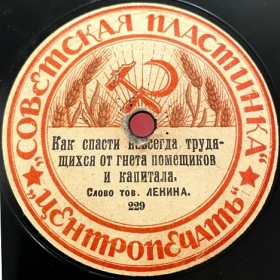 "СОВЕТСКАЯ ПЛАСТИНКА"
Как спасти навсегда трудя-
щихся от гнета помещиков
и капитала.
Слово тов. ЛЕНИНА.
229
"ЦЕНТРОПЕЧАТЬ"